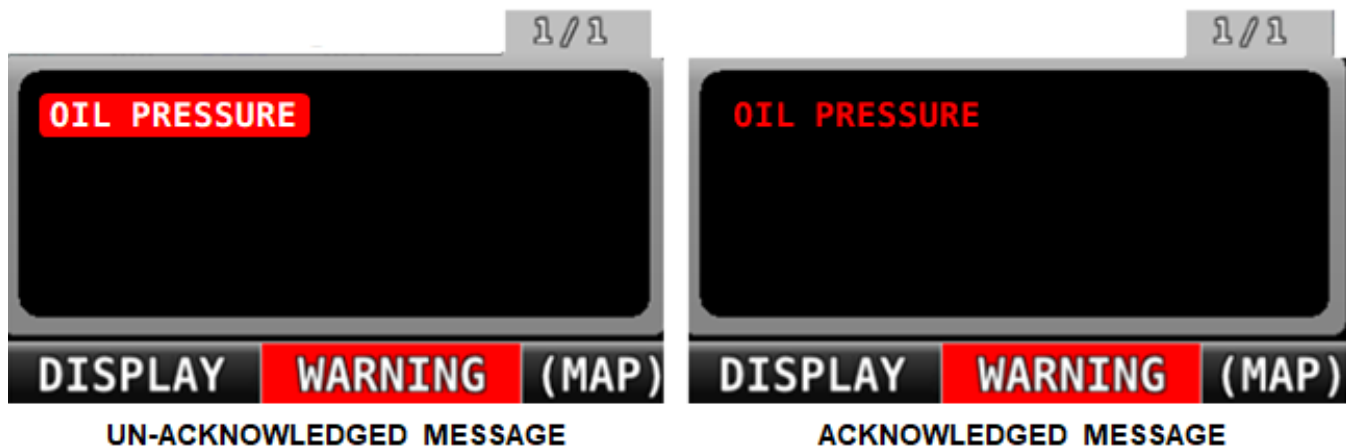 1/1
OIL PRESSURE
DISPLAY WARNING (MAP)
UN-ACKNOWLEDGED MESSAGE
1/1
OIL PRESSURE
DISPLAY WARNING (MAP)
ACKNOWLEDGED MESSAGE